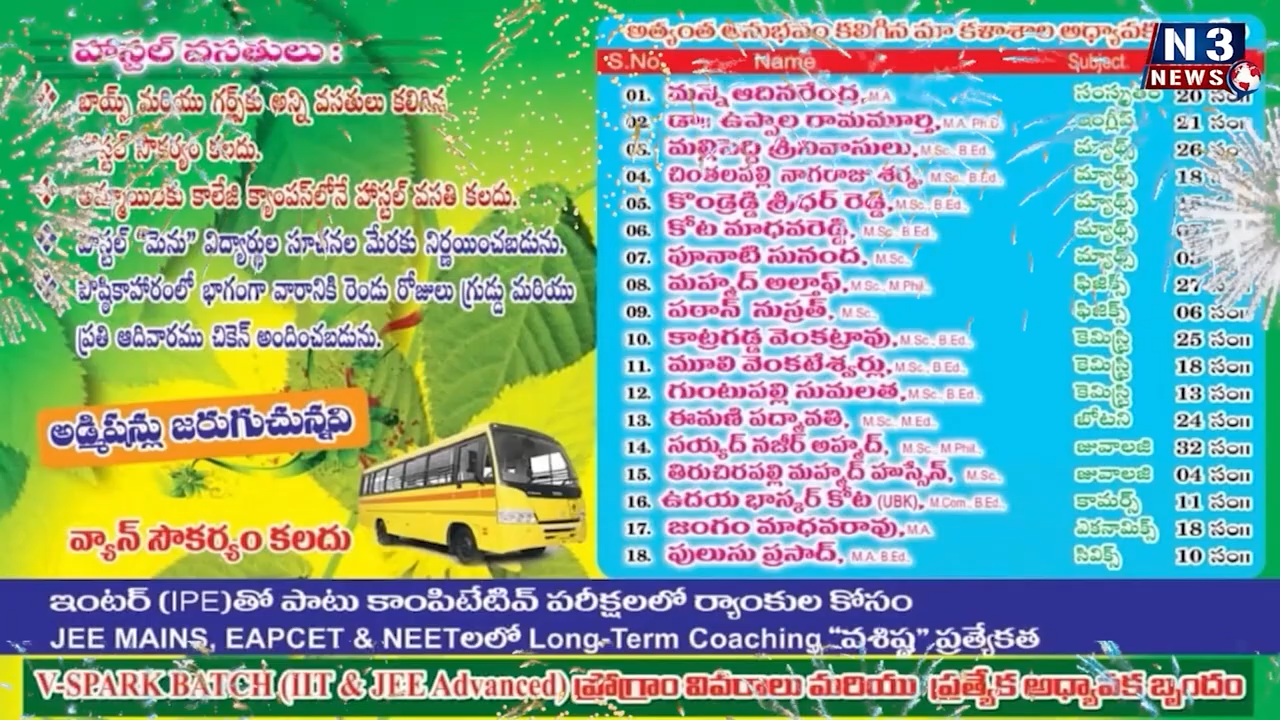 హాస్టల్ వసతులు :
బాయ్స్ మరియు గర్ల్స్‌కు అన్ని వసతులు కలిగిన
హాస్టల్ సౌకర్యం కలదు.
అమ్మాయిలకు కాలేజి క్యాంపస్‌లోనే హాస్టల్ వసతి కలదు.
హాస్టల్ "మెను" విద్యార్థుల సూచనల మేరకు నిర్ణయించబడును.
పౌష్ఠికాహారంలో భాగంగా వారానికి రెండు రోజులు గ్రుడ్డు మరియు
ప్రతి ఆదివారము చికెన్ అందించబడును.
అడ్మిషన్లు జరుగుచున్నవి
వ్యాన్ సౌకర్యం కలదు
అత్యంత అనుభవం కలిగిన మా కళాశాల అధ్యాపక
N3
NEWS
S.No. Name Subject
01. మన్నె ఆదినరేంద్ర, M.A సంస్కృతం 20 సం॥
02. డా॥ ఉప్పాల రామమూర్తి, M.A. Ph.D ఇంగ్లీష్ 21 సం॥
03. మల్లిపెద్ది శ్రీనివాసులు, M.Sc., B.Ed. మ్యాథ్స్ 26 సం॥
04. చింతలపల్లి నాగరాజు శర్మ, M.Sc., B.Ed., మ్యాథ్స్ 18
05. కొండ్రెడ్డి శ్రీధర్ రెడ్డి, M.Sc., B.Ed., మ్యాథ్స్
06. కోట మాధవరెడ్డి, M.Sc., B.Ed., మ్యాథ్స్
07. పూనాటి సునంద, M.Sc., మ్యాథ్స్
08. మహ్మద్ అల్తాఫ్, M.Sc., M.Phil., ఫిజిక్స్ 27
09. పఠాన్ నుస్రత్, M.Sc., ఫిజిక్స్ 06 సం॥
10. కాట్రగడ్డ వెంకట్రావు, M.Sc., B.Ed., కెమిస్ట్రీ 25 సం॥
11. మూలి వెంకటేశ్వర్లు, M.Sc., B.Ed., కెమిస్ట్రీ 18 సం॥
12. గుంటుపల్లి సుమలత, M.Sc., B.Ed., కెమిస్ట్రీ 13 సం॥
13. ఈమణి పద్మావతి, M.Sc., M.Ed., బోటనీ 24 సం॥
14. సయ్యద్ నజీర్ అహ్మద్, M.Sc., M.Phil., జువాలజీ 32 సం॥
15. తిరుచిరపల్లి మహ్మద్ హుస్సేన్, M.Sc., జువాలజీ 04 సం॥
16. ఉదయ భాస్కర్ కోట (UBK), M.Com., B.Ed., కామర్స్ 11 సం॥
17. జంగం మాధవరావు, M.A. ఎకనామిక్స్ 18 సం॥
18. పులుసు ప్రసాద్, M.A. B.Ed., సివిక్స్ 10 సం॥
ఇంటర్ (IPE)తో పాటు కాంపిటేటివ్ పరీక్షలలో ర్యాంకుల కోసం
JEE MAINS, EAPCET & NEETలలో Long-Term Coaching "వశిష్ఠ" ప్రత్యేకత
V-SPARK BATCH (IIT & JEE Advanced) ప్రోగ్రాం వివరాలు మరియు ప్రత్యేక అధ్యాపక బృందం